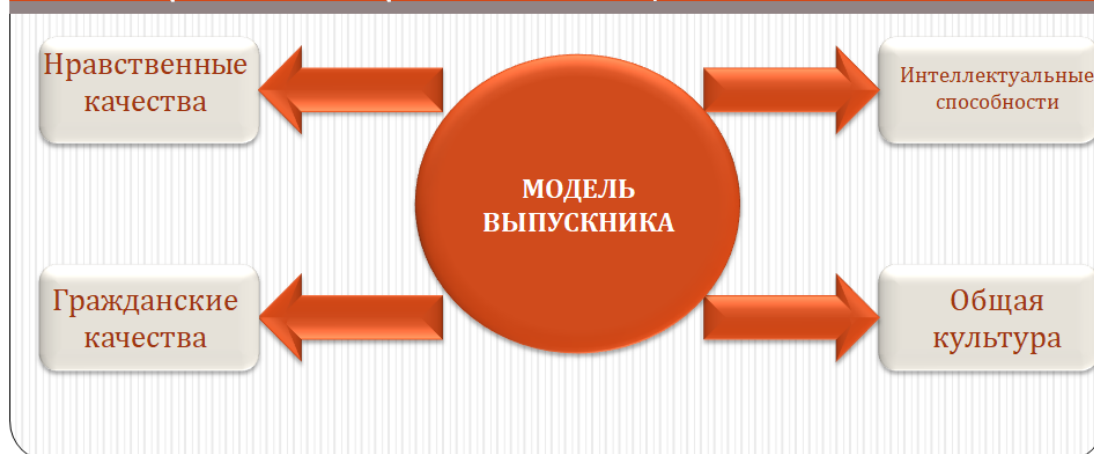 Нравственные
качества
Интеллектуальные
способности
МОДЕЛЬ
ВЫПУСКНИКА
Гражданские
качества
Общая
культура